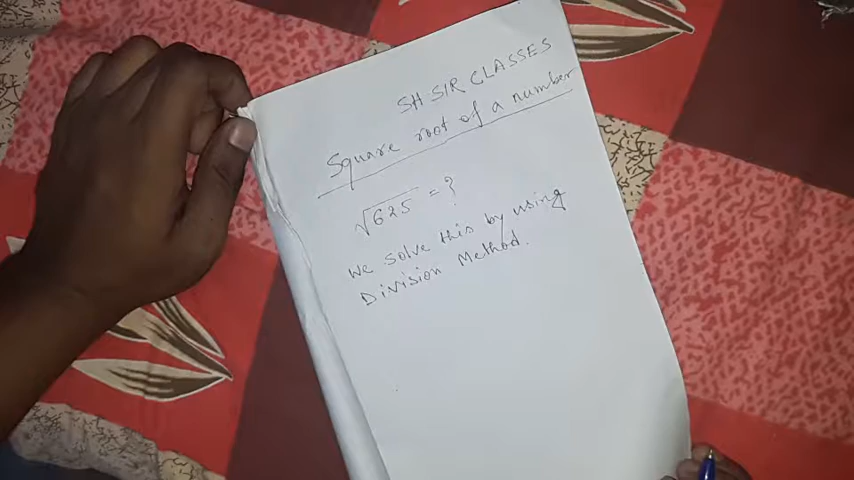 SH SIR CLASSES
Square root of a number
√625 = ?
We solve this by using
Division Method.